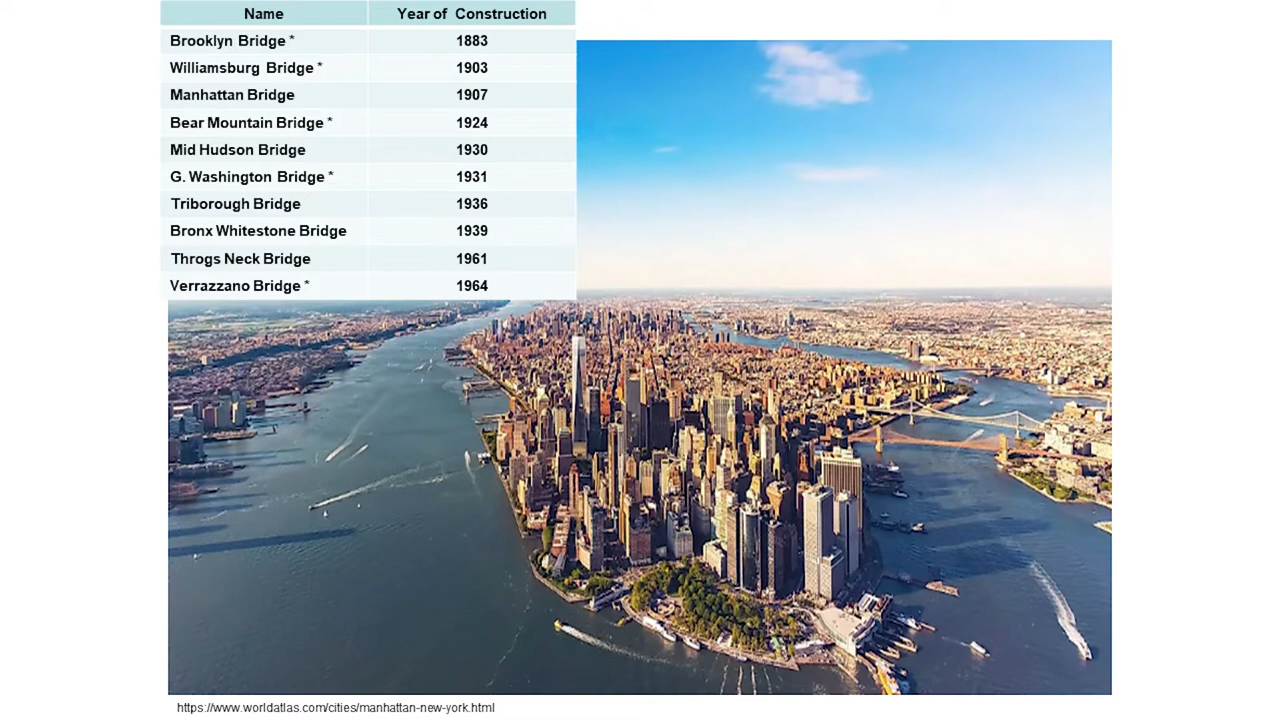 Name Year of Construction
Brooklyn Bridge * 1883
Williamsburg Bridge * 1903
Manhattan Bridge 1907
Bear Mountain Bridge * 1924
Mid Hudson Bridge 1930
G. Washington Bridge * 1931
Triborough Bridge 1936
Bronx Whitestone Bridge 1939
Throgs Neck Bridge 1961
Verrazzano Bridge * 1964
https://www.worldatlas.com/cities/manhattan-new-york.html